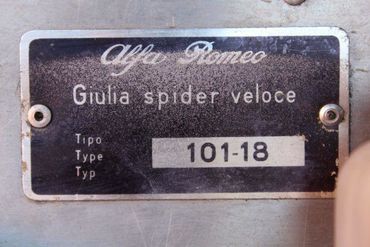 Alfa Romeo
Giulia spider veloce
Tipo
Type 101-18
Typ